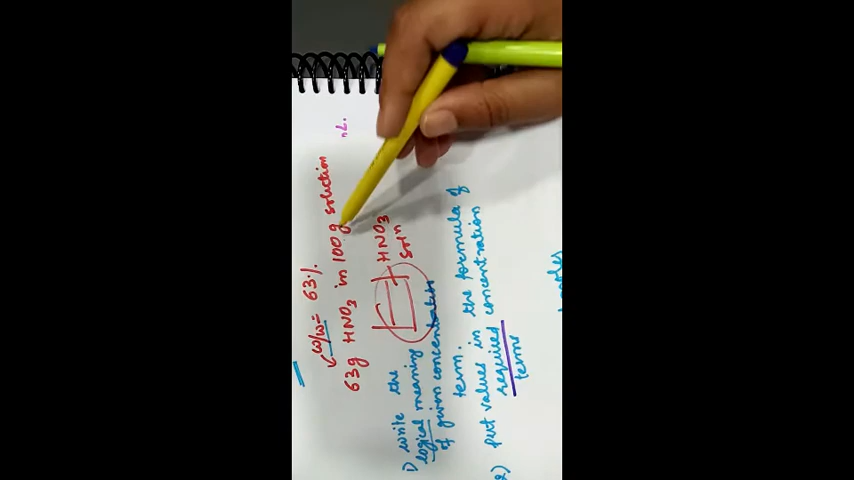 w/w = 63%
63g HNO3 in 100g solution
HNO3
soln
1) write the
logical meaning
of given concentration
term.
2) put values in the formula of
required concentration
terms